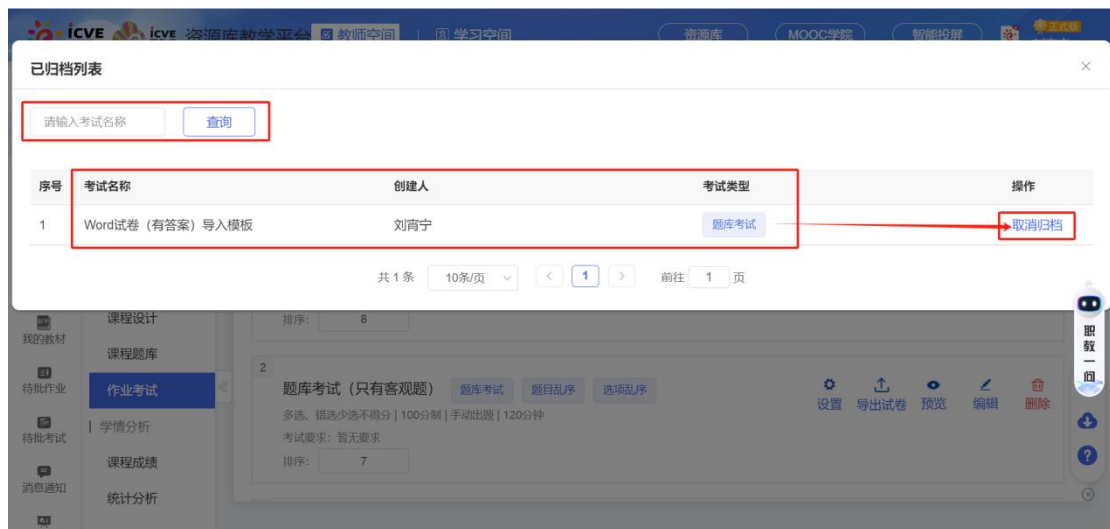 icve icve 资源库教学平台 教师空间 学习空间 资源库 MOOC学院 智能投屏 正式版
已归档列表
请输入考试名称 查询
序号 考试名称 创建人 考试类型 操作
1 Word试卷（有答案）导入模板 刘宵宁 题库考试 取消归档
共 1 条 10条/页 1 前往 1 页
课程设计 排序: 8
我的教材
课程题库
2
待批作业 作业考试 题库考试（只有客观题） 题库考试 题目乱序 选项乱序 设置 导出试卷 预览 编辑 删除
多选、错选少选不得分 | 100分制 | 手动出题 | 120分钟
待批考试 学情分析 考试要求: 暂无要求
课程成绩 排序: 7
消息通知
统计分析
职教一问